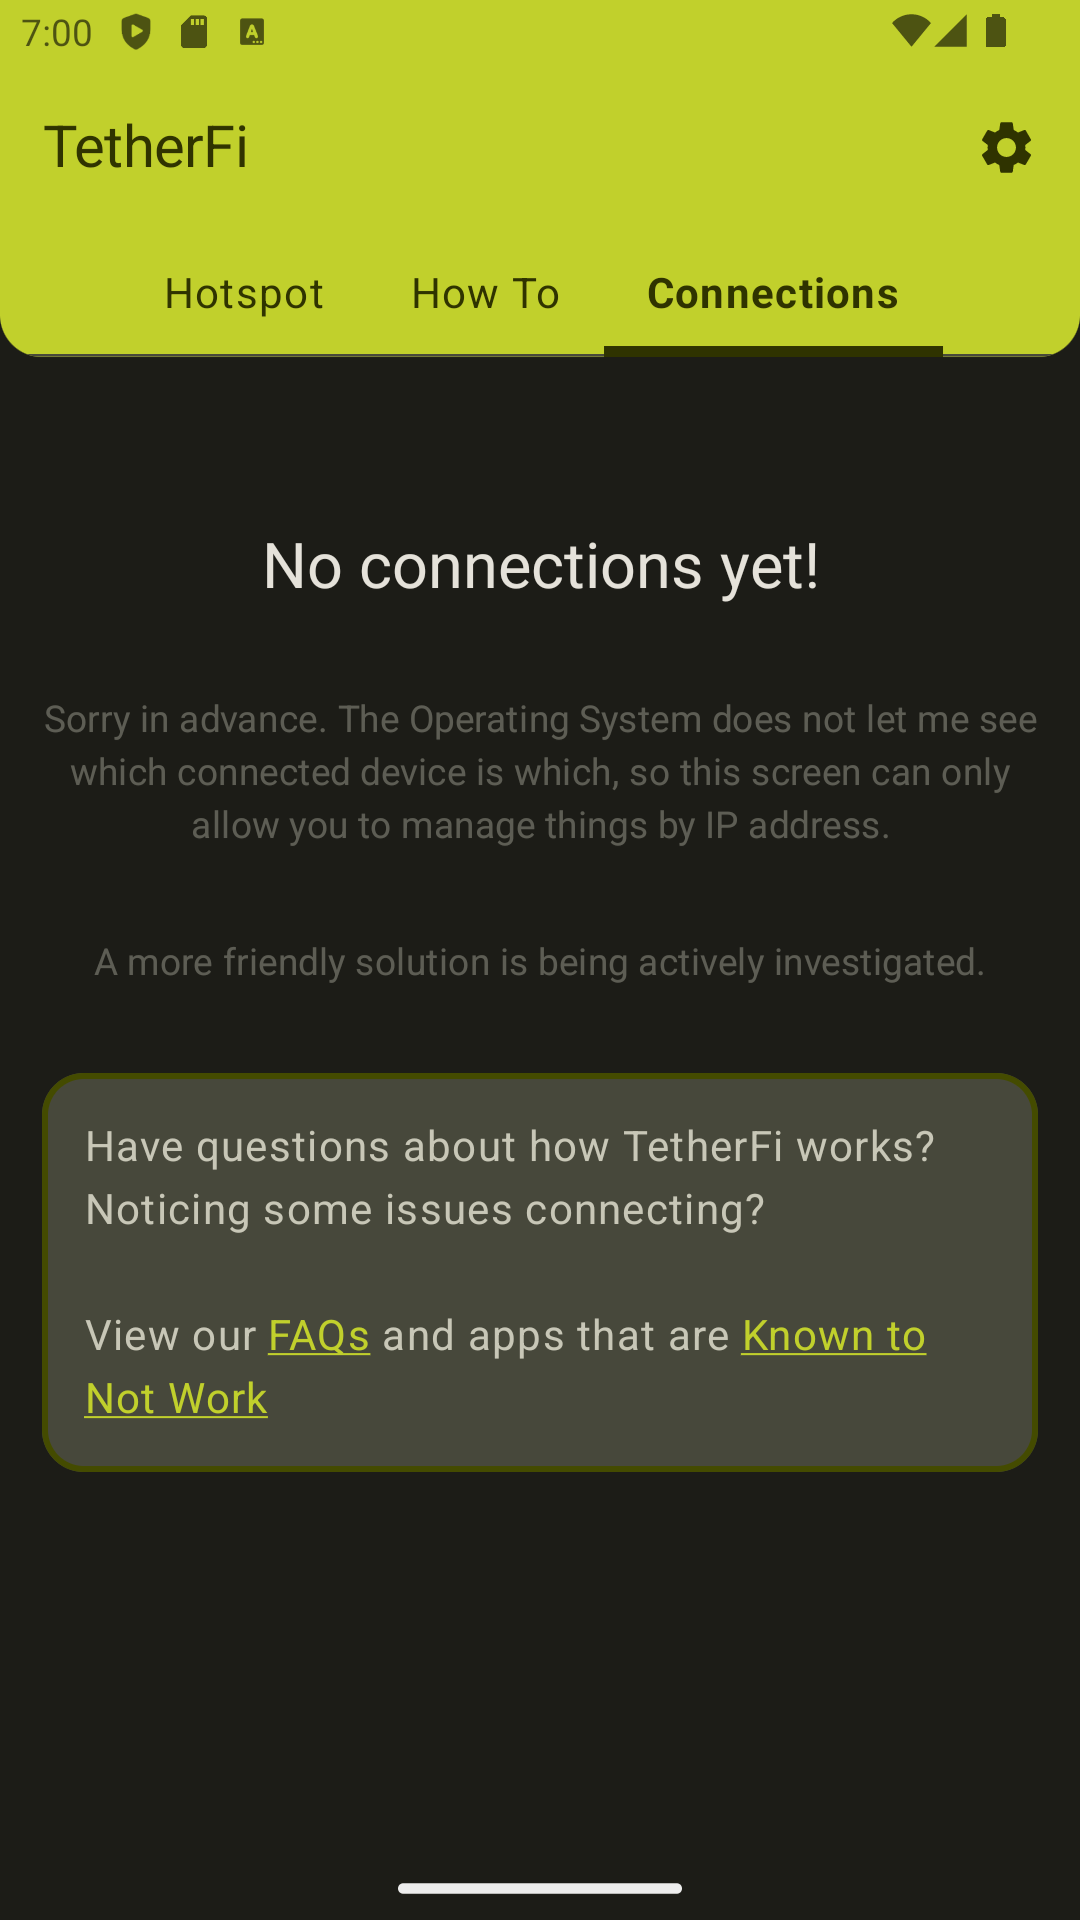 7:00
TetherFi
Hotspot
How To
Connections
No connections yet!
Sorry in advance. The Operating System does not let me see
which connected device is which, so this screen can only
allow you to manage things by IP address.
A more friendly solution is being actively investigated.
Have questions about how TetherFi works?
Noticing some issues connecting?
View our FAQs and apps that are Known to
Not Work